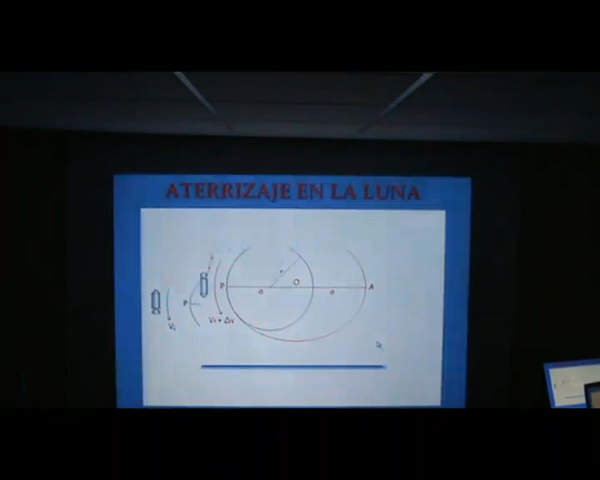 ATERRIZAJE EN LA LUNA
r
P
a
O
a
A
P
V₁
V₁ + Δv